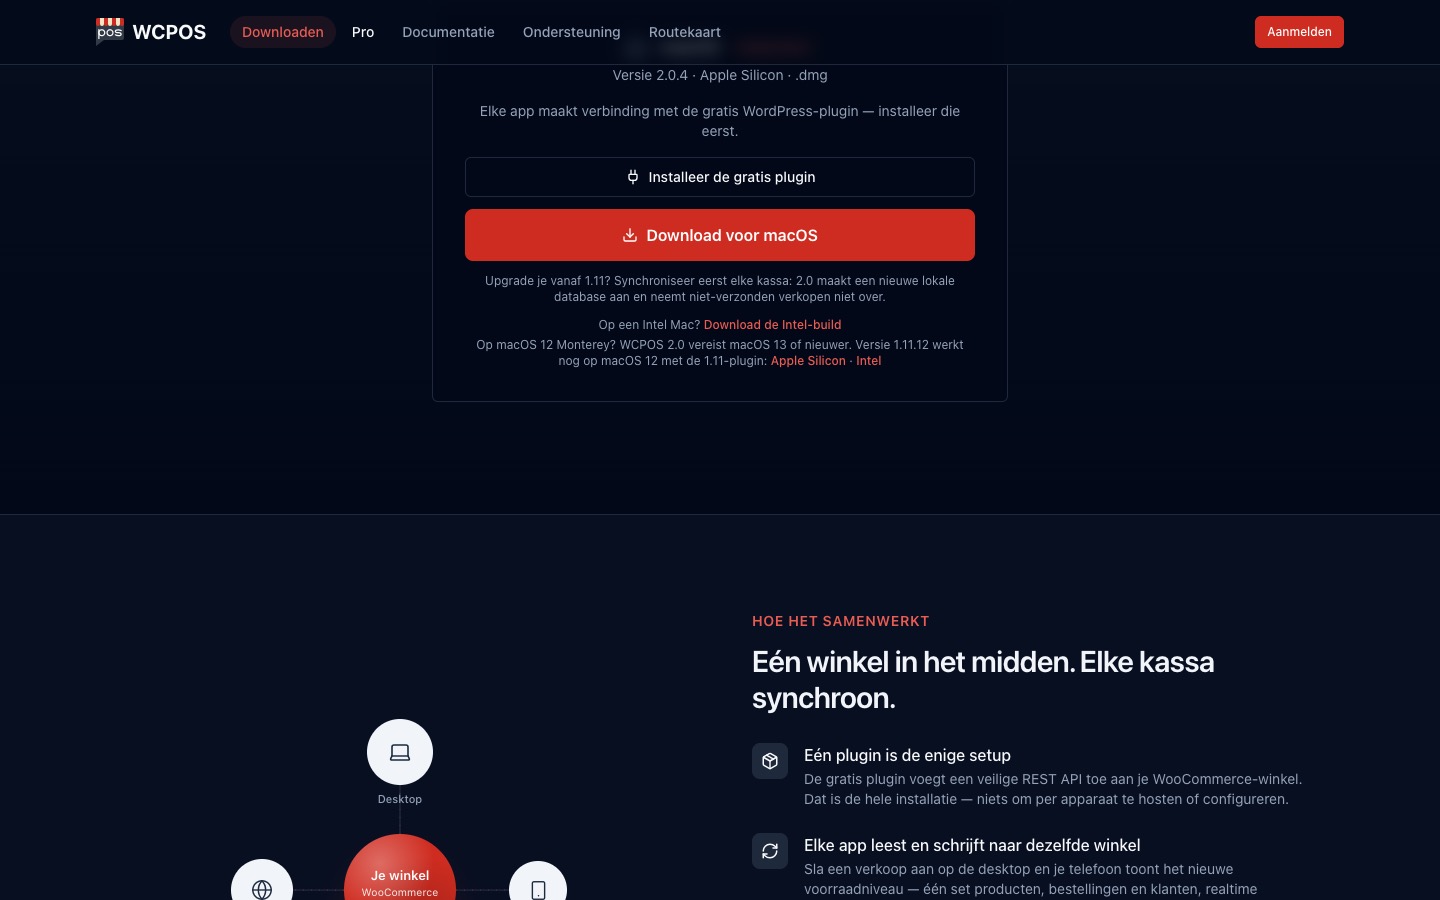 pos WCPOS Downloaden Pro Documentatie Ondersteuning Routekaart Aanmelden
Versie 2.0.4 · Apple Silicon · .dmg
Elke app maakt verbinding met de gratis WordPress-plugin — installeer die
eerst.
Installeer de gratis plugin
Download voor macOS
Upgrade je vanaf 1.11? Synchroniseer eerst elke kassa: 2.0 maakt een nieuwe lokale
database aan en neemt niet-verzonden verkopen niet over.
Op een Intel Mac? Download de Intel-build
Op macOS 12 Monterey? WCPOS 2.0 vereist macOS 13 of nieuwer. Versie 1.11.12 werkt
nog op macOS 12 met de 1.11-plugin: Apple Silicon · Intel
HOE HET SAMENWERKT
Eén winkel in het midden. Elke kassa
synchroon.
Eén plugin is de enige setup
De gratis plugin voegt een veilige REST API toe aan je WooCommerce-winkel.
Dat is de hele installatie — niets om per apparaat te hosten of configureren.
Elke app leest en schrijft naar dezelfde winkel
Sla een verkoop aan op de desktop en je telefoon toont het nieuwe
voorraadniveau — één set producten, bestellingen en klanten, realtime
Desktop
Je winkel
WooCommerce